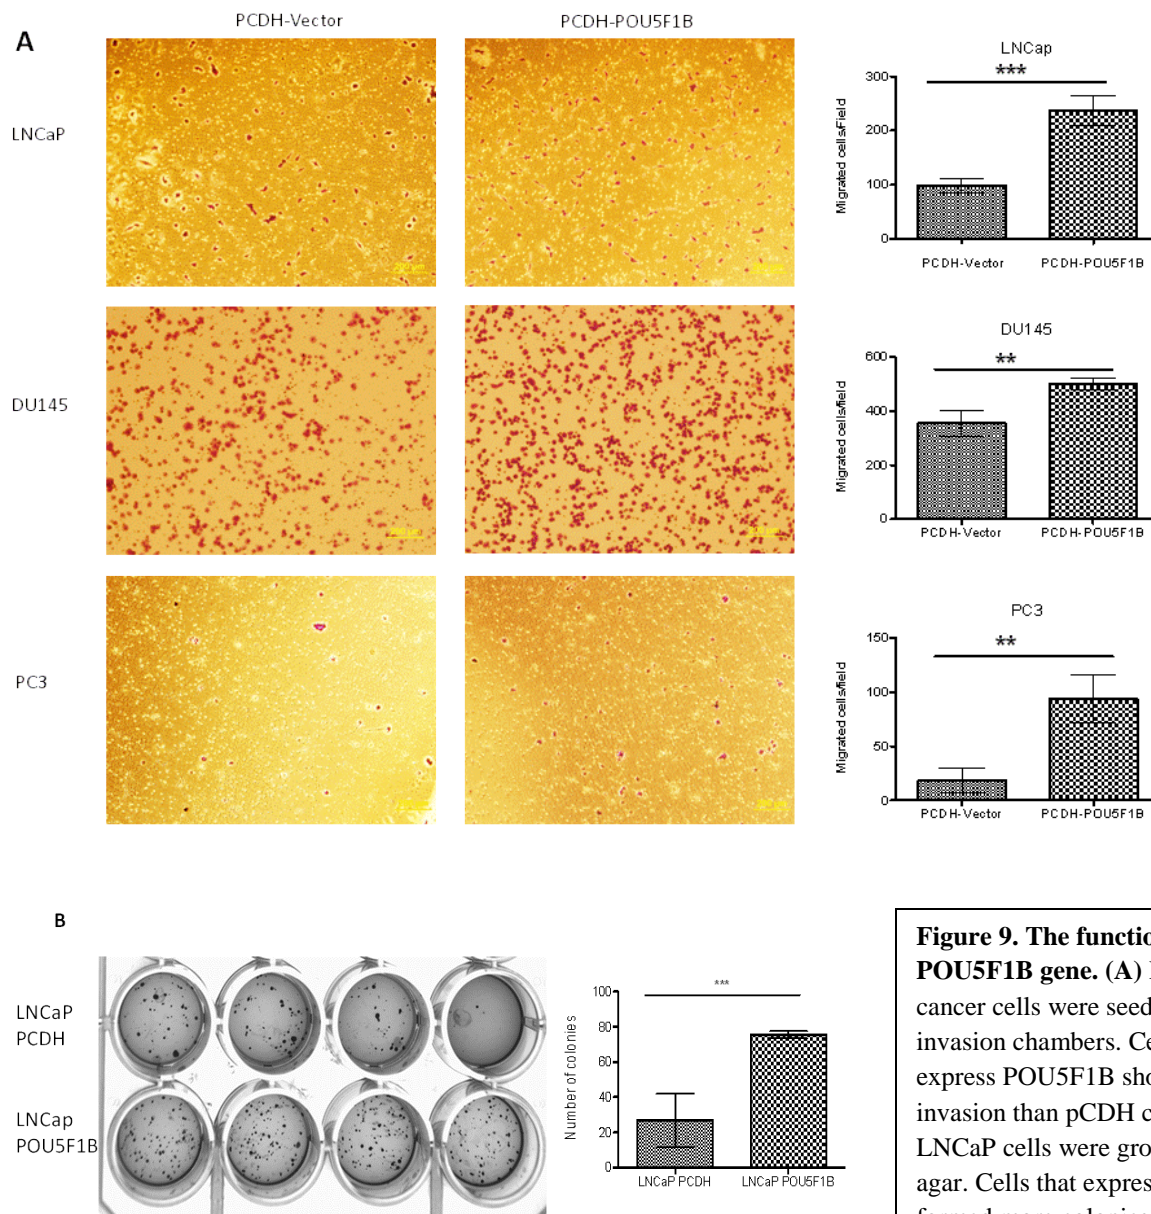 PCDH-Vector
PCDH-POU5F1B
A
LNCaP
DU145
PC3
LNCap
***
Migrated cells/Field
300
200
100
0
PCDH-Vector
PCDH-POU5F1B
DU145
**
Migrated cells/field
600
400
200
0
PCDH-Vector
PCDH-POU5F1B
PC3
**
Migrated cells/field
150
100
50
0
PCDH-Vector
PCDH-POU5F1B
B
LNCaP
PCDH
LNCap
POU5F1B
***
Number of colonies
100
80
60
40
20
0
LNCaP PCDH
LNCaP POU5F1B
Figure 9. The functio
POU5F1B gene. (A)
cancer cells were seed
invasion chambers. Ce
express POU5F1B sho
invasion than pCDH c
LNCaP cells were gro
agar. Cells that expres